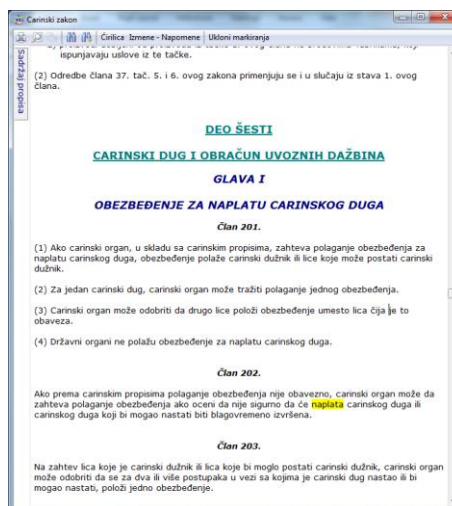 Carinski zakon
Ćirilica Izmene - Napomene Ukloni markiranja
Sadržaj propisa
ispunjavaju uslove iz te tačke.
(2) Odredbe člana 37. tač. 5. i 6. ovog zakona primenjuju se i u slučaju iz stava 1. ovog
člana.
DEO ŠESTI
CARINSKI DUG I OBRAČUN UVOZNIH DAŽBINA
GLAVA I
OBEZBEĐENJE ZA NAPLATU CARINSKOG DUGA
Član 201.
(1) Ako carinski organ, u skladu sa carinskim propisima, zahteva polaganje obezbeđenja za
naplatu carinskog duga, obezbeđenje polaže carinski dužnik ili lice koje može postati carinski
dužnik.
(2) Za jedan carinski dug, carinski organ može tražiti polaganje jednog obezbeđenja.
(3) Carinski organ može odobriti da drugo lice položi obezbeđenje umesto lica čija je to
obaveza.
(4) Državni organi ne polažu obezbeđenje za naplatu carinskog duga.
Član 202.
Ako prema carinskim propisima polaganje obezbeđenja nije obavezno, carinski organ može da
zahteva polaganje obezbeđenja ako oceni da nije sigurno da će naplata carinskog duga ili
carinskog duga koji bi mogao nastati biti blagovremeno izvršena.
Član 203.
Na zahtev lica koje je carinski dužnik ili lica koje bi moglo postati carinski dužnik, carinski organ
može odobriti da se za dva ili više postupaka u vezi sa kojima je carinski dug nastao ili bi
mogao nastati, položi jedno obezbeđenje.